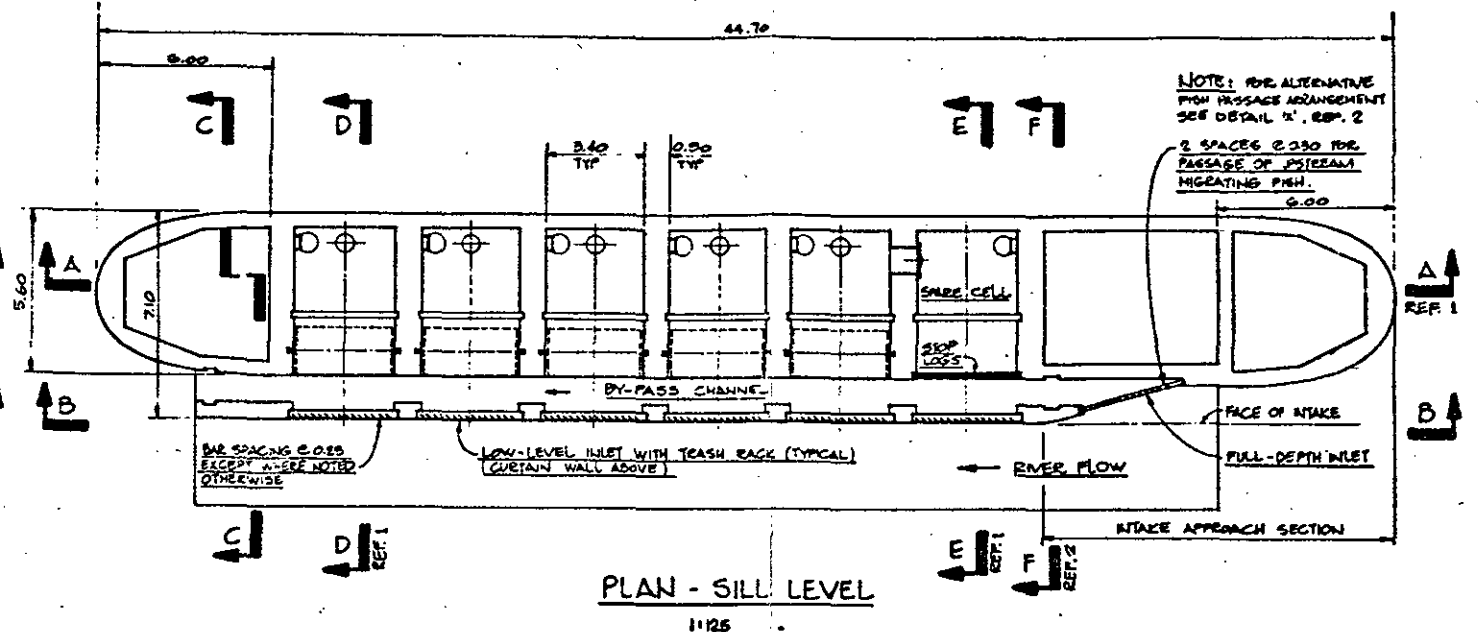 44.70
6.00
NOTE: FOR ALTERNATIVE
FISH PASSAGE ARRANGEMENT
SEE DETAIL 'X', REF. 2
C
D
E
F
3.40
TYP
0.90
TYP
2 SPACES @ 0.30 FOR
PASSAGE OF UPSTREAM
MIGRATING FISH.
6.00
A
5.60
7.10
SPARE CELL
A
REF. 1
STOP
LOGS
BY-PASS CHANNEL
B
FACE OF INTAKE
B
BAR SPACING @ 0.25
EXCEPT WHERE NOTED
OTHERWISE
LOW-LEVEL INLET WITH TRASH RACK (TYPICAL)
(CURTAIN WALL ABOVE)
RIVER FLOW
FULL-DEPTH INLET
INTAKE APPROACH SECTION
C
D
REF. 1
E
REF. 1
F
REF. 2
PLAN - SILL LEVEL
1:125